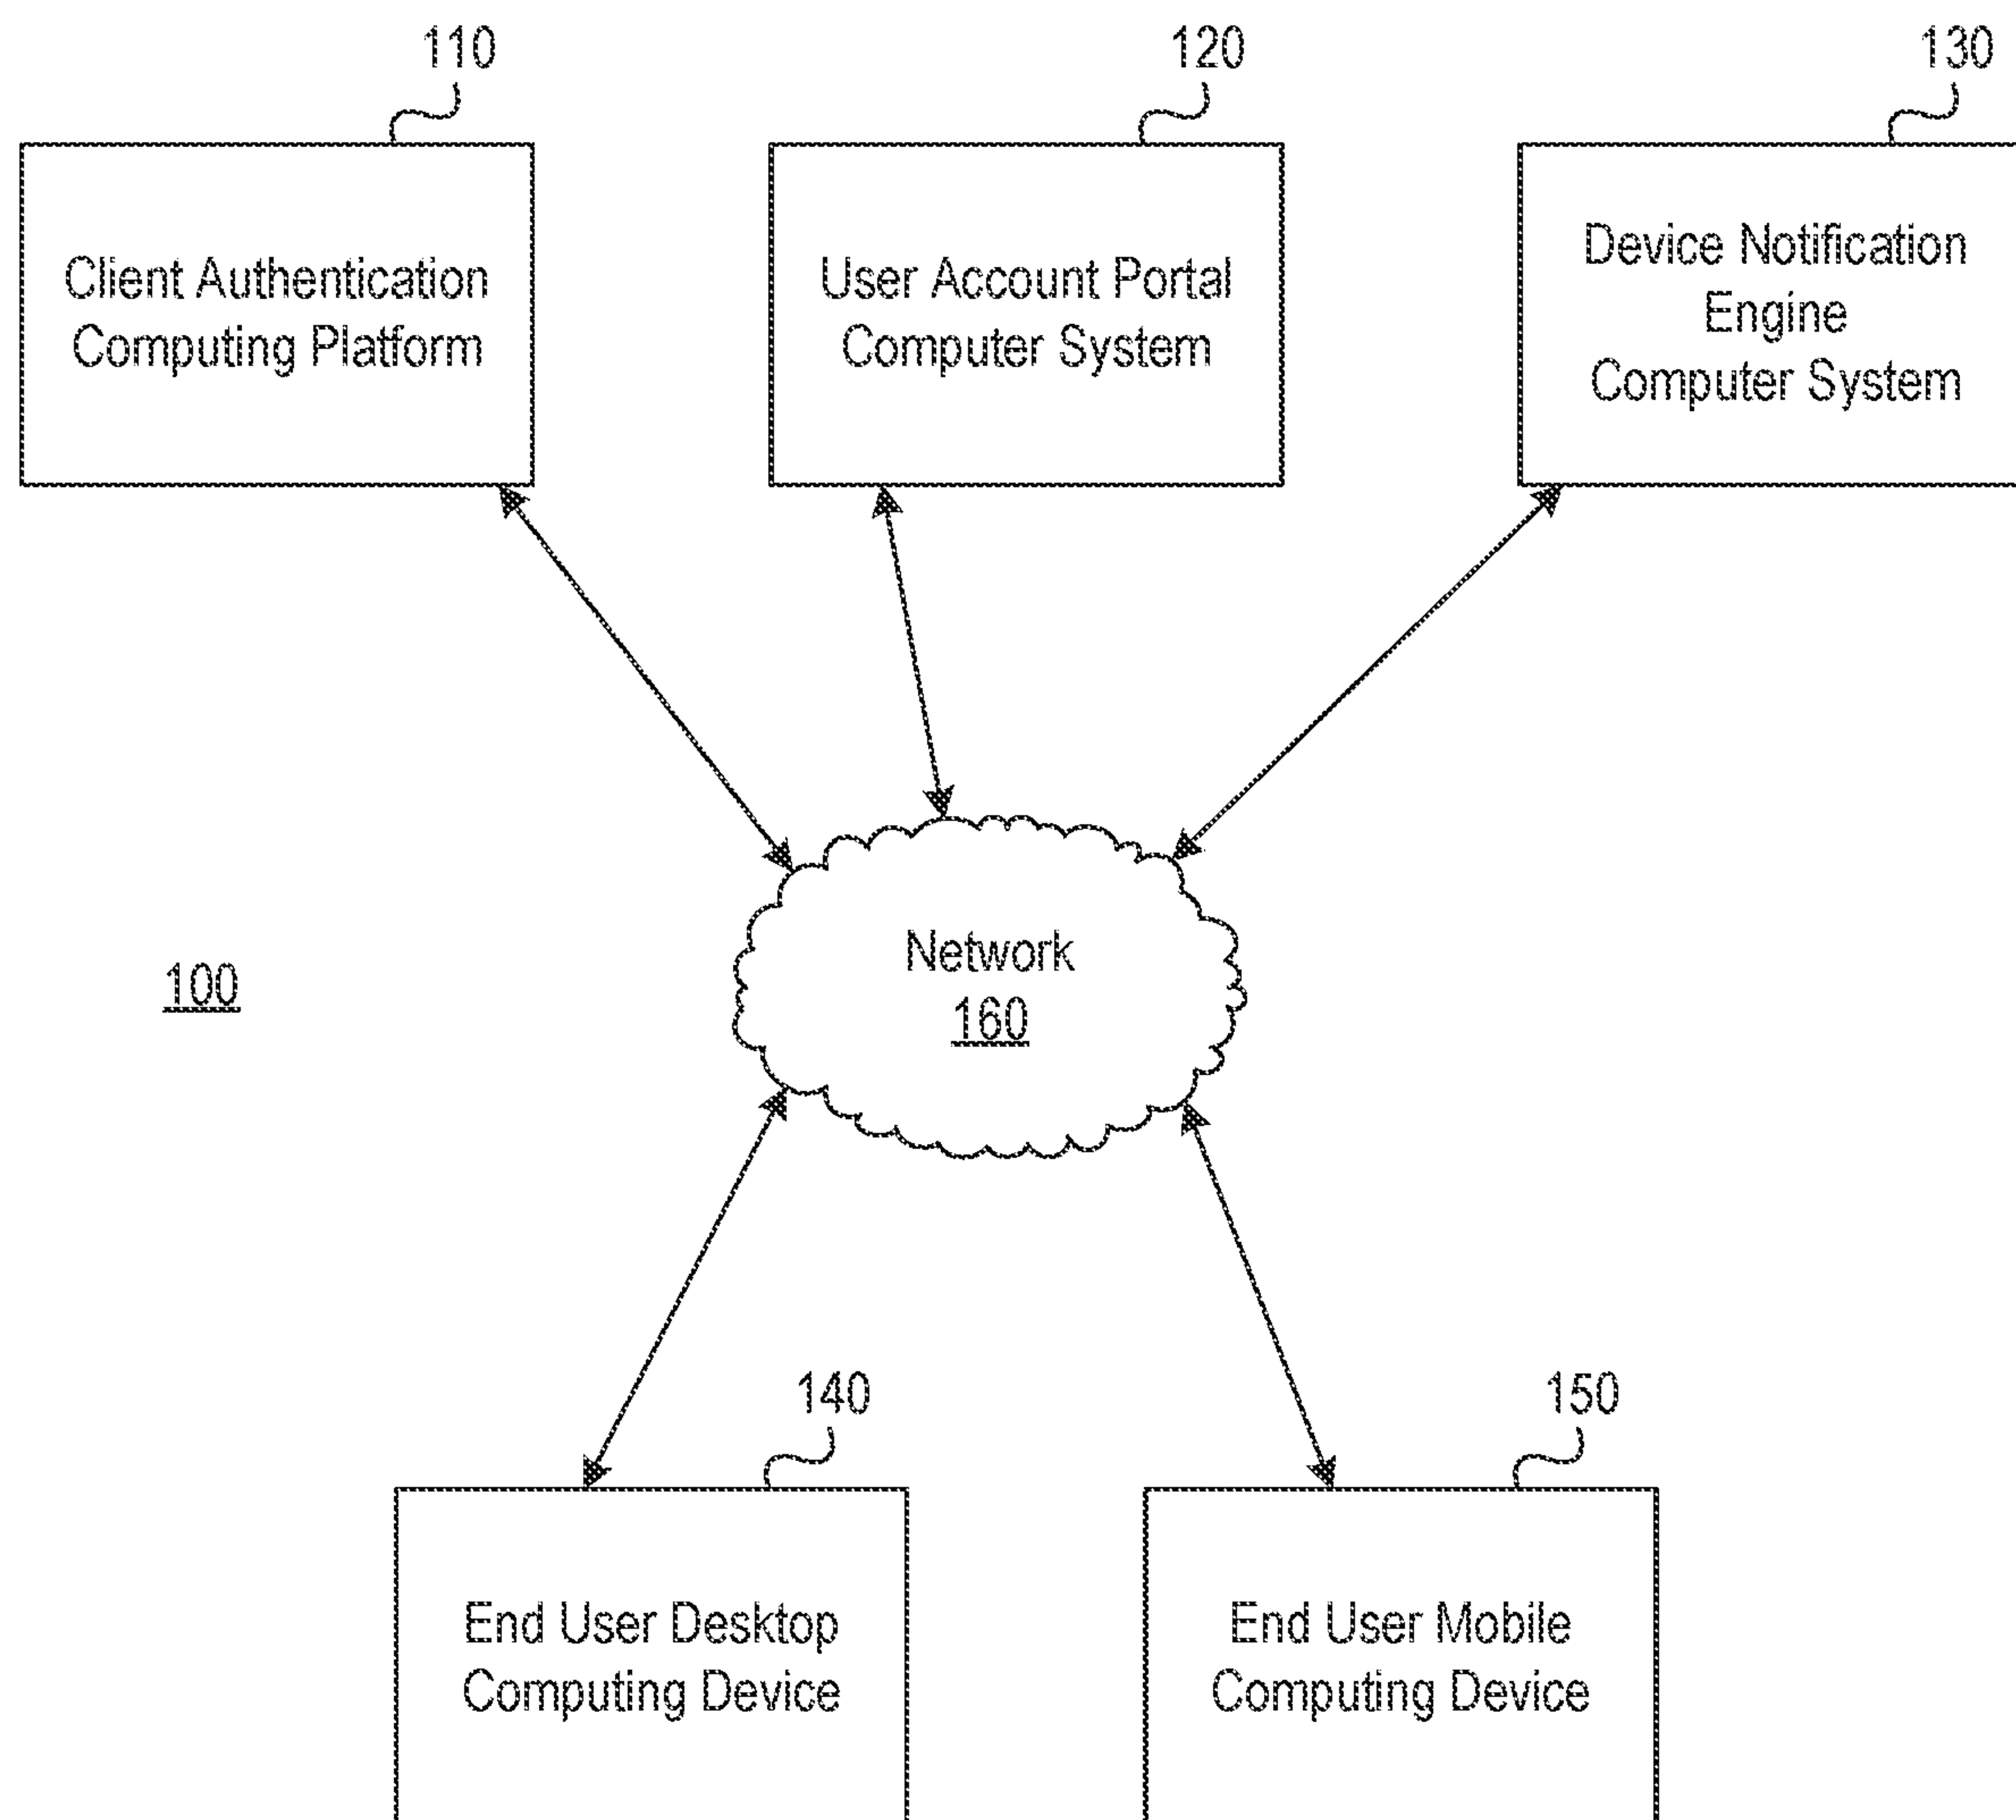 110
120
130
Client Authentication
Computing Platform
User Account Portal
Computer System
Device Notification
Engine
Computer System
100
Network
160
140
150
End User Desktop
Computing Device
End User Mobile
Computing Device